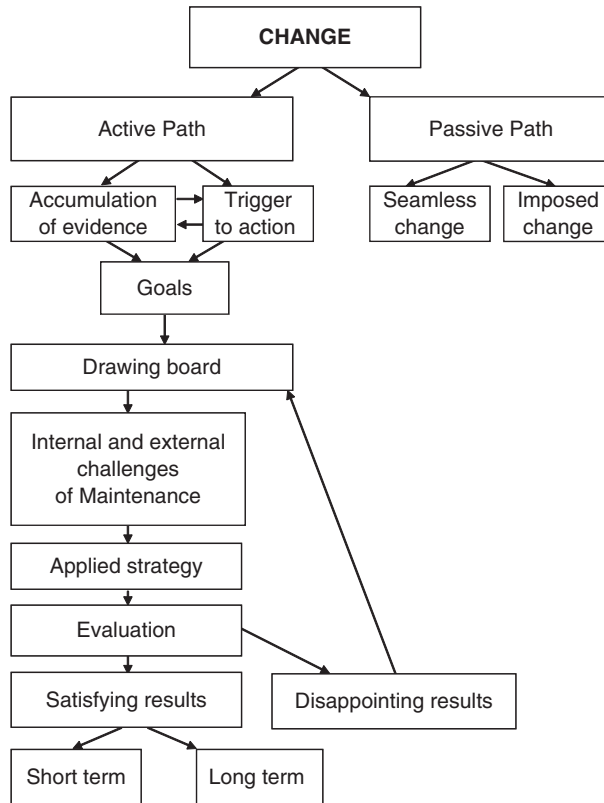 CHANGE
Active Path
Passive Path
Accumulation
of evidence
Trigger
to action
Seamless
change
Imposed
change
Goals
Drawing board
Internal and external
challenges
of Maintenance
Applied strategy
Evaluation
Satisfying results
Disappointing results
Short term
Long term